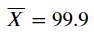 X̅ = 99.9